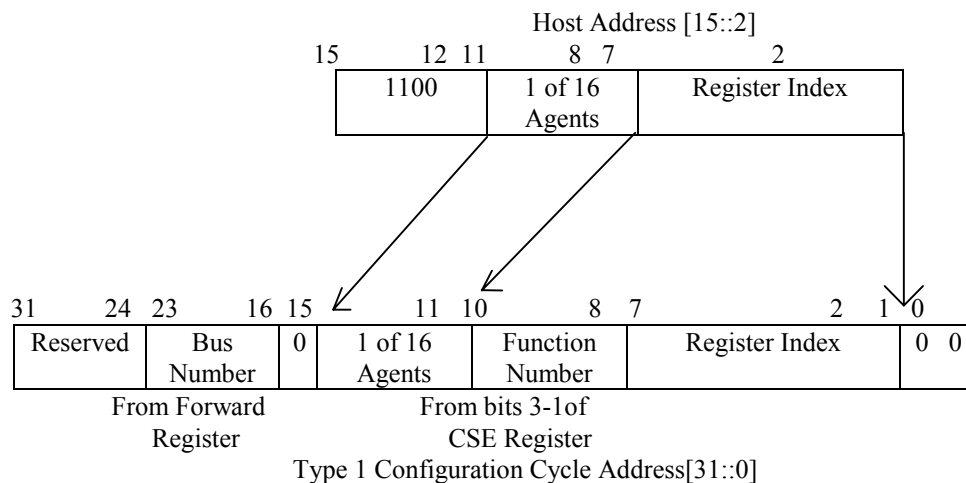 Host Address [15::2]
15 12 11 8 7 2
1100 1 of 16 Register Index
Agents
31 24 23 16 15 11 10 8 7 2 1 0
Reserved Bus 0 1 of 16 Function Register Index 0 0
Number Agents Number
From Forward From bits 3-1of
Register CSE Register
Type 1 Configuration Cycle Address[31::0]